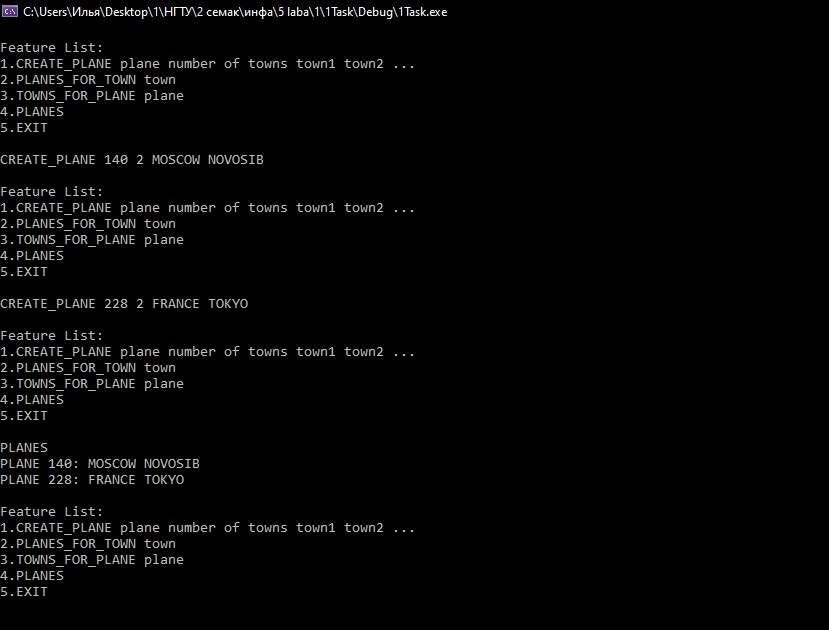 C:\Users\Илья\Desktop\1\НГТУ\2 семак\инфа\5 laba\1\1Task\Debug\1Task.exe
Feature List:
1.CREATE_PLANE plane number of towns town1 town2 ...
2.PLANES_FOR_TOWN town
3.TOWNS_FOR_PLANE plane
4.PLANES
5.EXIT
CREATE_PLANE 140 2 MOSCOW NOVOSIB
Feature List:
1.CREATE_PLANE plane number of towns town1 town2 ...
2.PLANES_FOR_TOWN town
3.TOWNS_FOR_PLANE plane
4.PLANES
5.EXIT
CREATE_PLANE 228 2 FRANCE TOKYO
Feature List:
1.CREATE_PLANE plane number of towns town1 town2 ...
2.PLANES_FOR_TOWN town
3.TOWNS_FOR_PLANE plane
4.PLANES
5.EXIT
PLANES
PLANE 140: MOSCOW NOVOSIB
PLANE 228: FRANCE TOKYO
Feature List:
1.CREATE_PLANE plane number of towns town1 town2 ...
2.PLANES_FOR_TOWN town
3.TOWNS_FOR_PLANE plane
4.PLANES
5.EXIT